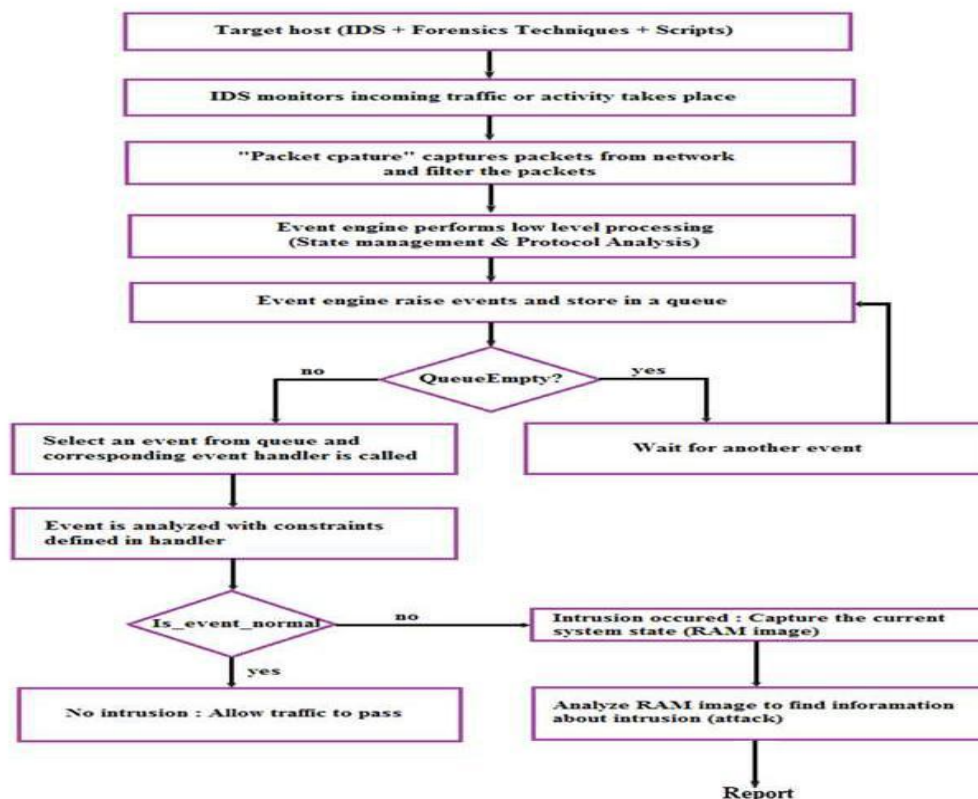 Target host (IDS + Forensics Techniques + Scripts)
IDS monitors incoming traffic or activity takes place
"Packet cpature" captures packets from network
and filter the packets
Event engine performs low level processing
(State management & Protocol Analysis)
Event engine raise events and store in a queue
QueueEmpty?
no
yes
Select an event from queue and
corresponding event handler is called
Wait for another event
Event is analyzed with constraints
defined in handler
Is_event_normal
no
yes
Intrusion occured : Capture the current
system state (RAM image)
No intrusion : Allow traffic to pass
Analyze RAM image to find inforamation
about intrusion (attack)
Report